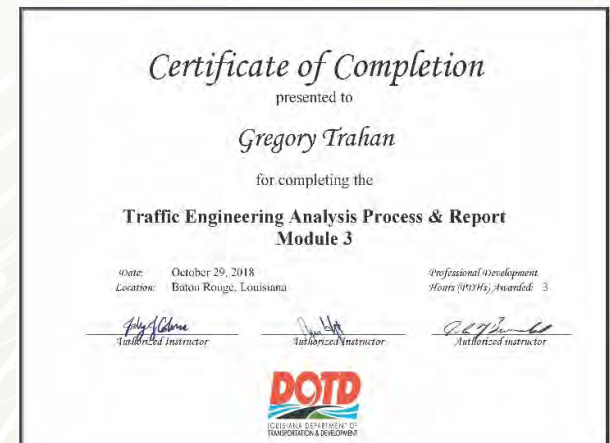 Certificate of Completion
presented to
Gregory Trahan
for completing the
Traffic Engineering Analysis Process & Report
Module 3
Date: October 29, 2018
Location: Baton Rouge, Louisiana
Professional Development
Hours (PDHs) Awarded: 3
Authorized Instructor
Authorized Instructor
Authorized instructor
DOTD
LOUISIANA DEPARTMENT OF
TRANSPORTATION & DEVELOPMENT